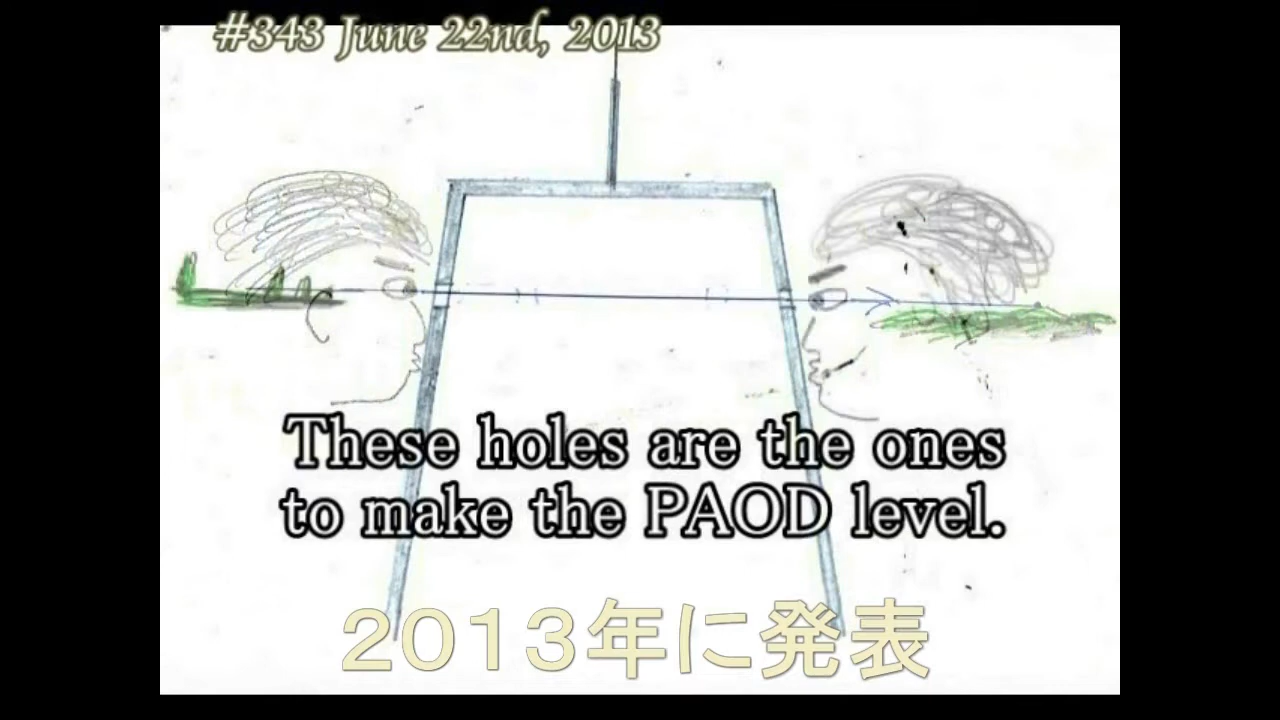 #343 June 22nd, 2013
These holes are the ones
to make the PAOD level.
２０１３年に発表